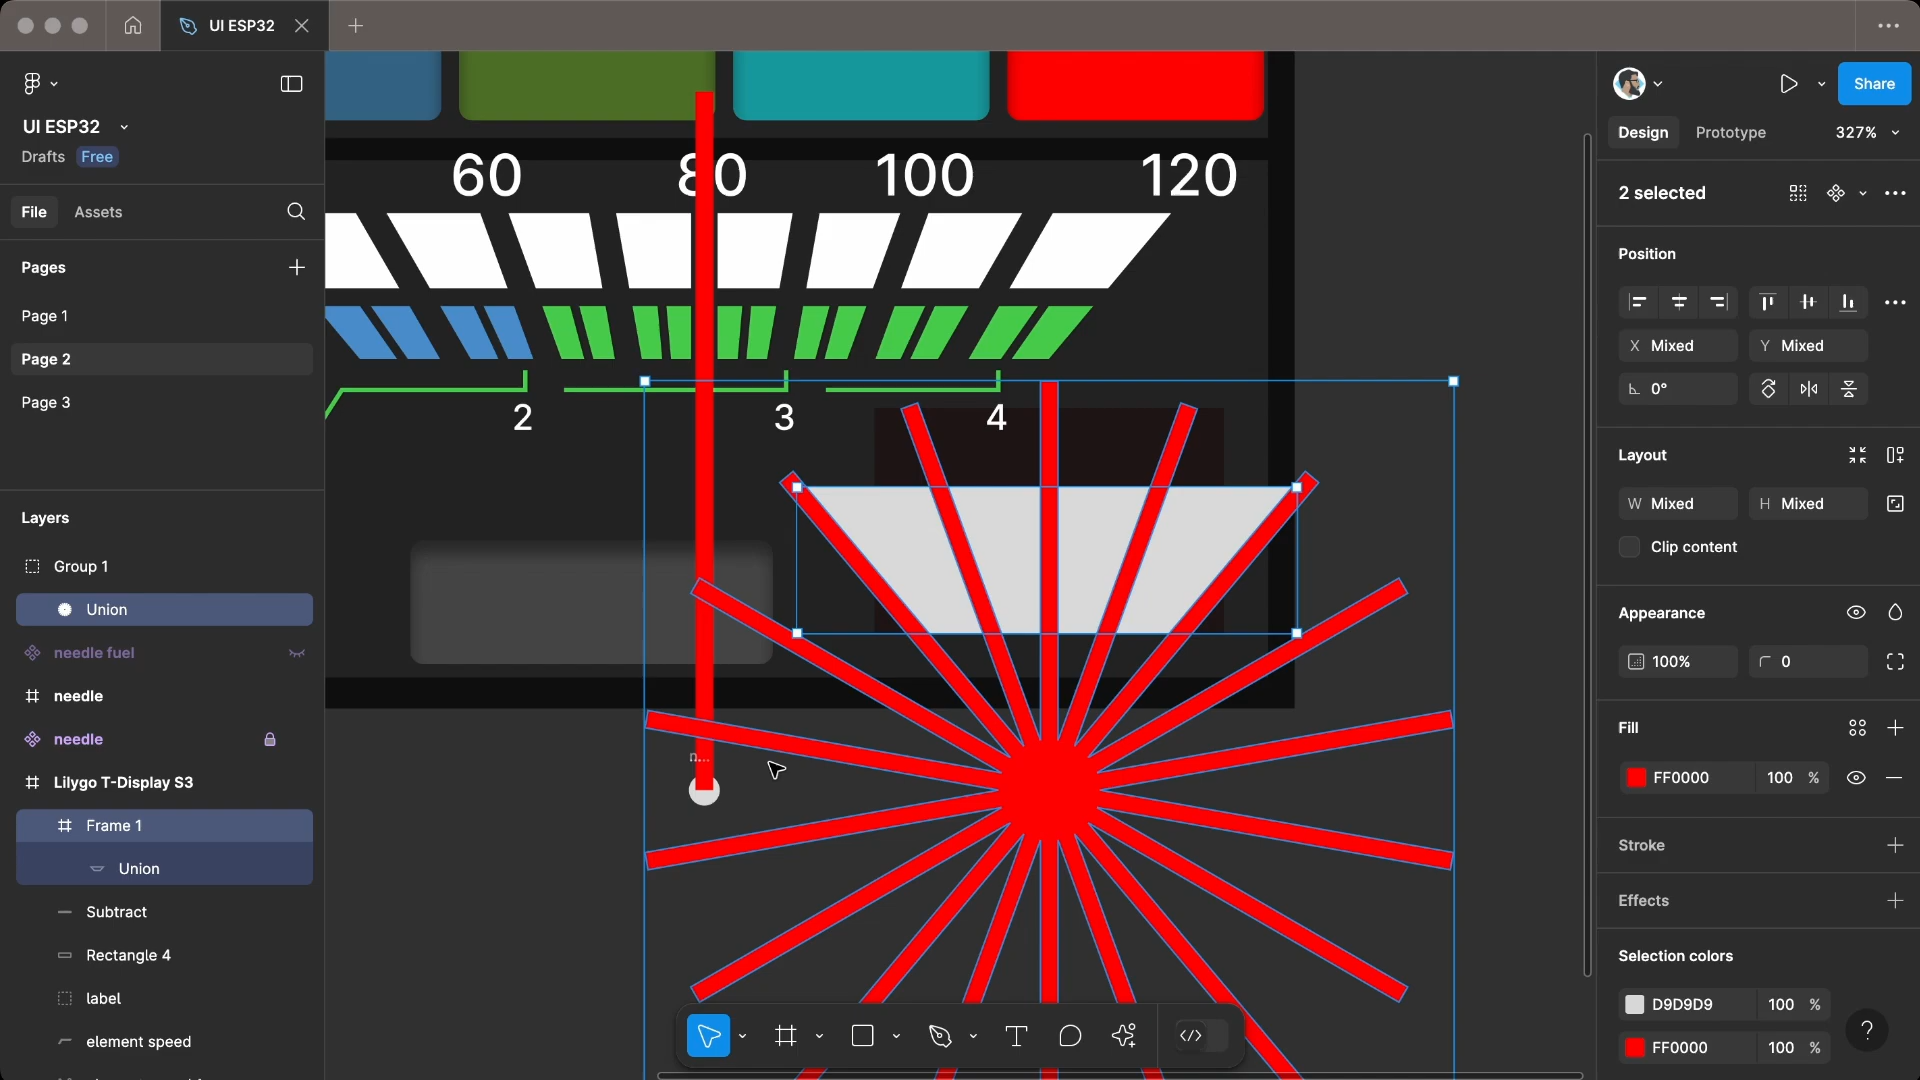 UI ESP32
UI ESP32
Drafts Free
File Assets
Pages
Page 1
Page 2
Page 3
Layers
Group 1
Union
needle fuel
needle
needle
Lilygo T-Display S3
Frame 1
Union
Subtract
Rectangle 4
label
element speed
60 80 100 120
2 3 4
n...
Share
Design Prototype 327%
2 selected
Position
X Mixed Y Mixed
0°
Layout
W Mixed H Mixed
Clip content
Appearance
100% 0
Fill
FF0000 100 %
Stroke
Effects
Selection colors
D9D9D9 100 %
FF0000 100 %
?